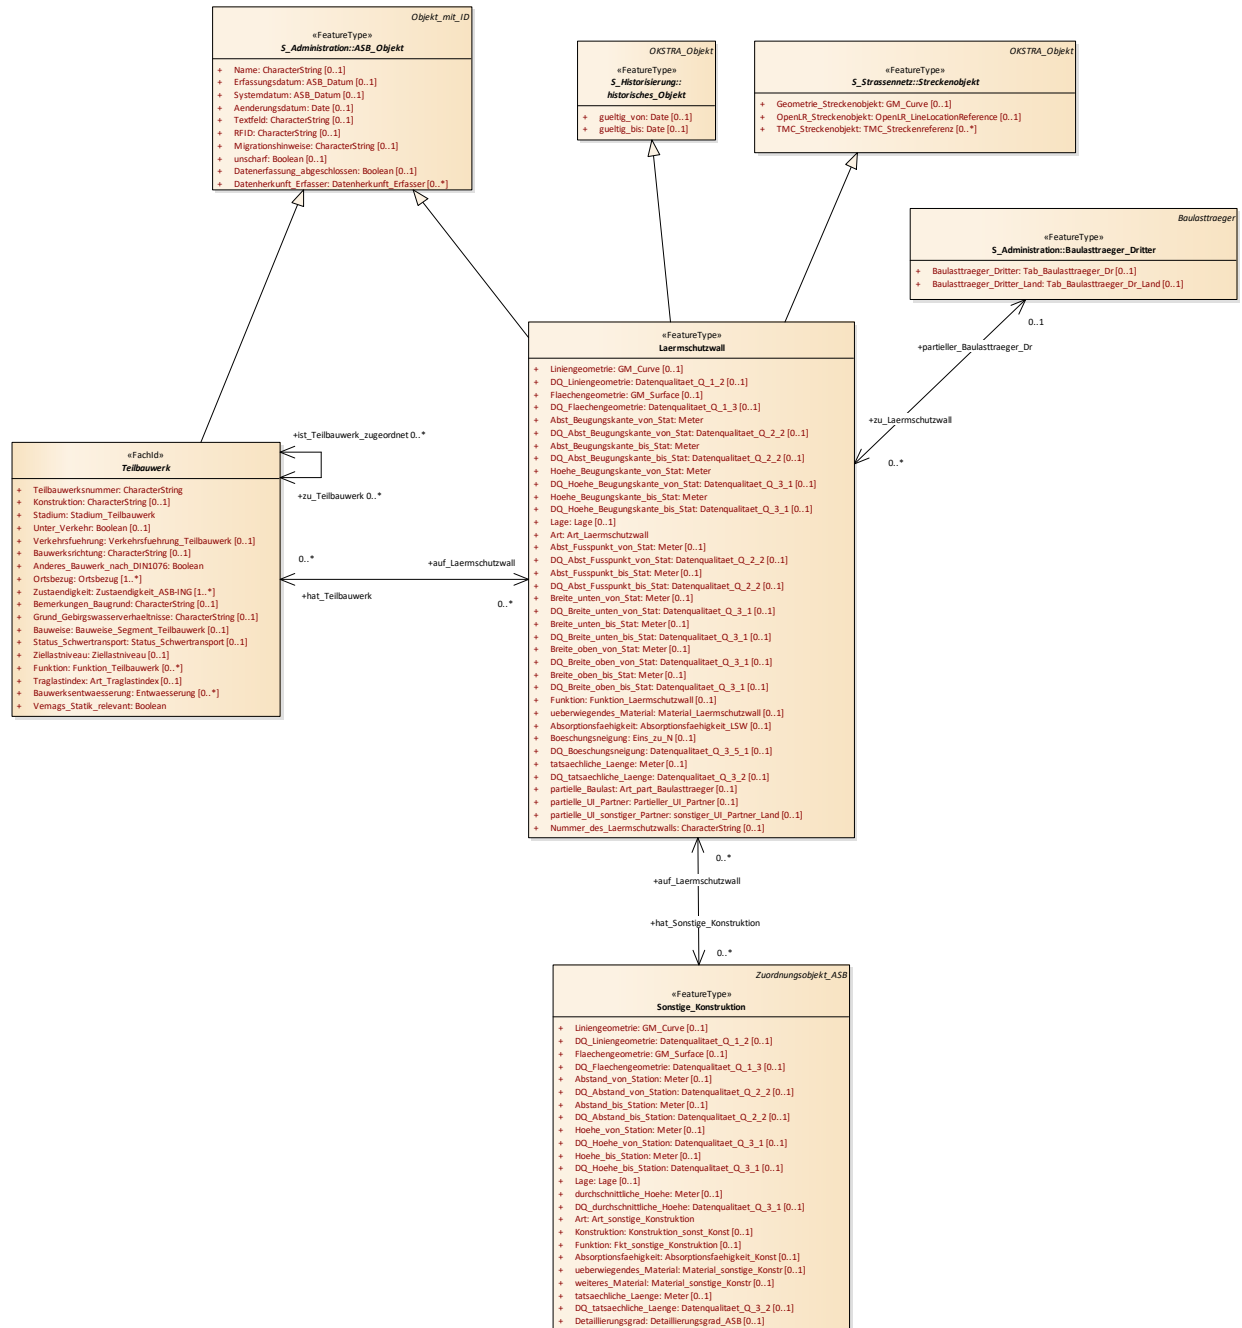 Objekt_mit_ID
«FeatureType»
S_Administration::ASB_Objekt
+ Name: CharacterString [0..1]
+ Erfassungsdatum: ASB_Datum [0..1]
+ Systemdatum: ASB_Datum [0..1]
+ Aenderungsdatum: Date [0..1]
+ Textfeld: CharacterString [0..1]
+ RFID: CharacterString [0..1]
+ Migrationshinweise: CharacterString [0..1]
+ unscharf: Boolean [0..1]
+ Datenerfassung_abgeschlossen: Boolean [0..1]
+ Datenherkunft_Erfasser: Datenherkunft_Erfasser [0..*]
OKSTRA_Objekt
«FeatureType»
S_Historisierung::
historisches_Objekt
+ gueltig_von: Date [0..1]
+ gueltig_bis: Date [0..1]
OKSTRA_Objekt
«FeatureType»
S_Strassennetz::Streckenobjekt
+ Geometrie_Streckenobjekt: GM_Curve [0..1]
+ OpenLR_Streckenobjekt: OpenLR_LineLocationReference [0..1]
+ TMC_Streckenobjekt: TMC_Streckenreferenz [0..*]
Baulasttraeger
«FeatureType»
S_Administration::Baulasttraeger_Dritter
+ Baulasttraeger_Dritter: Tab_Baulasttraeger_Dr [0..1]
+ Baulasttraeger_Dritter_Land: Tab_Baulasttraeger_Dr_Land [0..1]
0..1
+partieller_Baulasttraeger_Dr
+zu_Laermschutzwall
0..*
«FeatureType»
Laermschutzwall
+ Liniengeometrie: GM_Curve [0..1]
+ DQ_Liniengeometrie: Datenqualitaet_Q_1_2 [0..1]
+ Flaechengeometrie: GM_Surface [0..1]
+ DQ_Flaechengeometrie: Datenqualitaet_Q_1_3 [0..1]
+ Abst_Beugungskante_von_Stat: Meter
+ DQ_Abst_Beugungskante_von_Stat: Datenqualitaet_Q_2_2 [0..1]
+ Abst_Beugungskante_bis_Stat: Meter
+ DQ_Abst_Beugungskante_bis_Stat: Datenqualitaet_Q_2_2 [0..1]
+ Hoehe_Beugungskante_von_Stat: Meter
+ DQ_Hoehe_Beugungskante_von_Stat: Datenqualitaet_Q_3_1 [0..1]
+ Hoehe_Beugungskante_bis_Stat: Meter
+ DQ_Hoehe_Beugungskante_bis_Stat: Datenqualitaet_Q_3_1 [0..1]
+ Lage: Lage [0..1]
+ Art: Art_Laermschutzwall
+ Abst_Fusspunkt_von_Stat: Meter [0..1]
+ DQ_Abst_Fusspunkt_von_Stat: Datenqualitaet_Q_2_2 [0..1]
+ Abst_Fusspunkt_bis_Stat: Meter [0..1]
+ DQ_Abst_Fusspunkt_bis_Stat: Datenqualitaet_Q_2_2 [0..1]
+ Breite_unten_von_Stat: Meter [0..1]
+ DQ_Breite_unten_von_Stat: Datenqualitaet_Q_3_1 [0..1]
+ Breite_unten_bis_Stat: Meter [0..1]
+ DQ_Breite_unten_bis_Stat: Datenqualitaet_Q_3_1 [0..1]
+ Breite_oben_von_Stat: Meter [0..1]
+ DQ_Breite_oben_von_Stat: Datenqualitaet_Q_3_1 [0..1]
+ Breite_oben_bis_Stat: Meter [0..1]
+ DQ_Breite_oben_bis_Stat: Datenqualitaet_Q_3_1 [0..1]
+ Funktion: Funktion_Laermschutzwall [0..1]
+ ueberwiegendes_Material: Material_Laermschutzwall [0..1]
+ Absorptionsfaehigkeit: Absorptionsfaehigkeit_LSW [0..1]
+ Boeschungsneigung: Eins_zu_N [0..1]
+ DQ_Boeschungsneigung: Datenqualitaet_Q_3_5_1 [0..1]
+ tatsaechliche_Laenge: Meter [0..1]
+ DQ_tatsaechliche_Laenge: Datenqualitaet_Q_3_2 [0..1]
+ partielle_Baulast: Art_part_Baulasttraeger [0..1]
+ partielle_UI_Partner: Partieller_UI_Partner [0..1]
+ partielle_UI_sonstiger_Partner: sonstiger_UI_Partner_Land [0..1]
+ Nummer_des_Laermschutzwalls: CharacterString [0..1]
«FachId»
Teilbauwerk
+ Teilbauwerksnummer: CharacterString
+ Konstruktion: CharacterString [0..1]
+ Stadium: Stadium_Teilbauwerk
+ Unter_Verkehr: Boolean [0..1]
+ Verkehrsfuehrung: Verkehrsfuehrung_Teilbauwerk [0..1]
+ Bauwerksrichtung: CharacterString [0..1]
+ Anderes_Bauwerk_nach_DIN1076: Boolean
+ Ortsbezug: Ortsbezug [1..*]
+ Zustaendigkeit: Zustaendigkeit_ASB-ING [1..*]
+ Bemerkungen_Baugrund: CharacterString [0..1]
+ Grund_Gebirgswasserverhaeltnisse: CharacterString [0..1]
+ Bauweise: Bauweise_Segment_Teilbauwerk [0..1]
+ Status_Schwertransport: Status_Schwertransport [0..1]
+ Ziellastniveau: Ziellastniveau [0..1]
+ Funktion: Funktion_Teilbauwerk [0..*]
+ Traglastindex: Art_Traglastindex [0..1]
+ Bauwerksentwaesserung: Entwaesserung [0..*]
+ Vemags_Statik_relevant: Boolean
+ist_Teilbauwerk_zugeordnet 0..*
+zu_Teilbauwerk 0..*
0..*
+auf_Laermschutzwall
+hat_Teilbauwerk
0..*
0..*
+auf_Laermschutzwall
+hat_Sonstige_Konstruktion
0..*
Zuordnungsobjekt_ASB
«FeatureType»
Sonstige_Konstruktion
+ Liniengeometrie: GM_Curve [0..1]
+ DQ_Liniengeometrie: Datenqualitaet_Q_1_2 [0..1]
+ Flaechengeometrie: GM_Surface [0..1]
+ DQ_Flaechengeometrie: Datenqualitaet_Q_1_3 [0..1]
+ Abstand_von_Station: Meter [0..1]
+ DQ_Abstand_von_Station: Datenqualitaet_Q_2_2 [0..1]
+ Abstand_bis_Station: Meter [0..1]
+ DQ_Abstand_bis_Station: Datenqualitaet_Q_2_2 [0..1]
+ Hoehe_von_Station: Meter [0..1]
+ DQ_Hoehe_von_Station: Datenqualitaet_Q_3_1 [0..1]
+ Hoehe_bis_Station: Meter [0..1]
+ DQ_Hoehe_bis_Station: Datenqualitaet_Q_3_1 [0..1]
+ Lage: Lage [0..1]
+ durchschnittliche_Hoehe: Meter [0..1]
+ DQ_durchschnittliche_Hoehe: Datenqualitaet_Q_3_1 [0..1]
+ Art: Art_sonstige_Konstruktion
+ Konstruktion: Konstruktion_sonst_Konst [0..1]
+ Funktion: Fkt_sonstige_Konstruktion [0..1]
+ Absorptionsfaehigkeit: Absorptionsfaehigkeit_Konst [0..1]
+ ueberwiegendes_Material: Material_sonstige_Konstr [0..1]
+ weiteres_Material: Material_sonstige_Konstr [0..1]
+ tatsaechliche_Laenge: Meter [0..1]
+ DQ_tatsaechliche_Laenge: Datenqualitaet_Q_3_2 [0..1]
+ Detaillierungsgrad: Detaillierungsgrad_ASB [0..1]